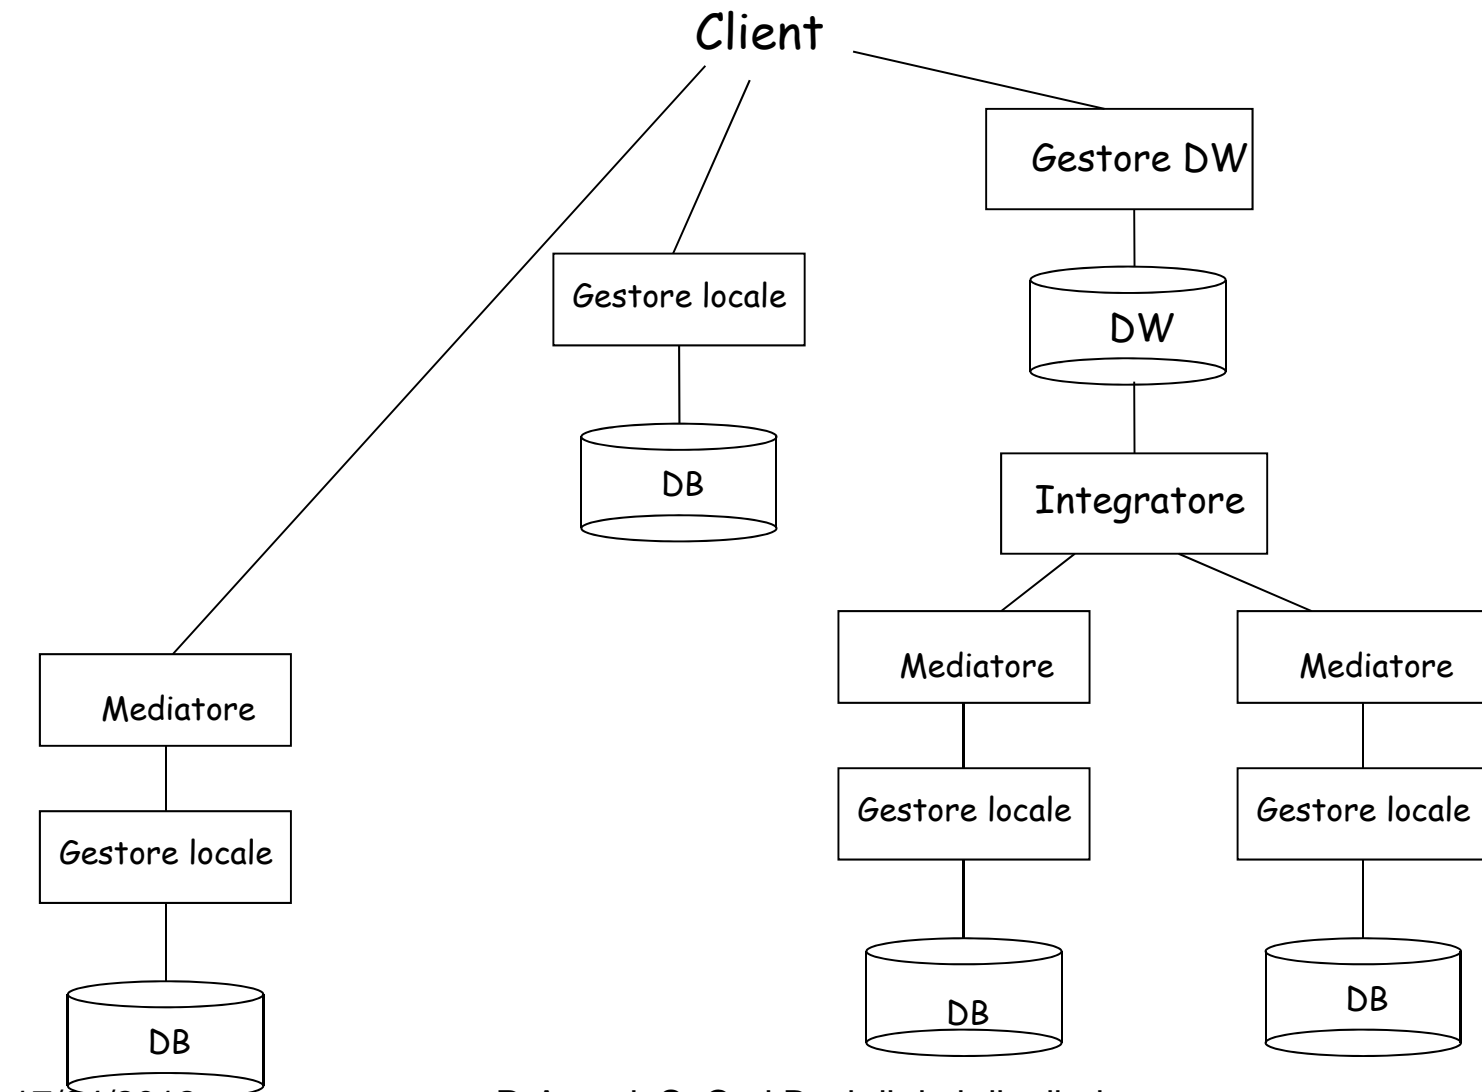 Client
Gestore DW
Gestore locale
DW
DB
Integratore
Mediatore
Mediatore
Mediatore
Gestore locale
Gestore locale
Gestore locale
DB
DB
DB